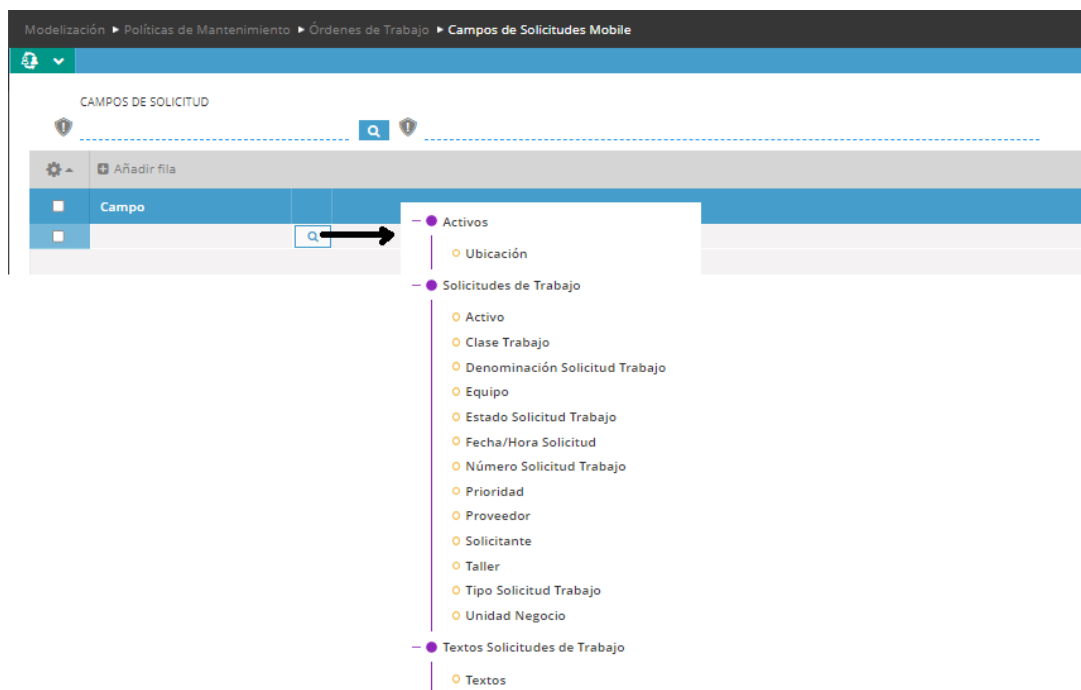 Modelización ▸ Políticas de Mantenimiento ▸ Órdenes de Trabajo ▸ Campos de Solicitudes Mobile
CAMPOS DE SOLICITUD
Añadir fila
Campo
Activos
Ubicación
Solicitudes de Trabajo
Activo
Clase Trabajo
Denominación Solicitud Trabajo
Equipo
Estado Solicitud Trabajo
Fecha/Hora Solicitud
Número Solicitud Trabajo
Prioridad
Proveedor
Solicitante
Taller
Tipo Solicitud Trabajo
Unidad Negocio
Textos Solicitudes de Trabajo
Textos